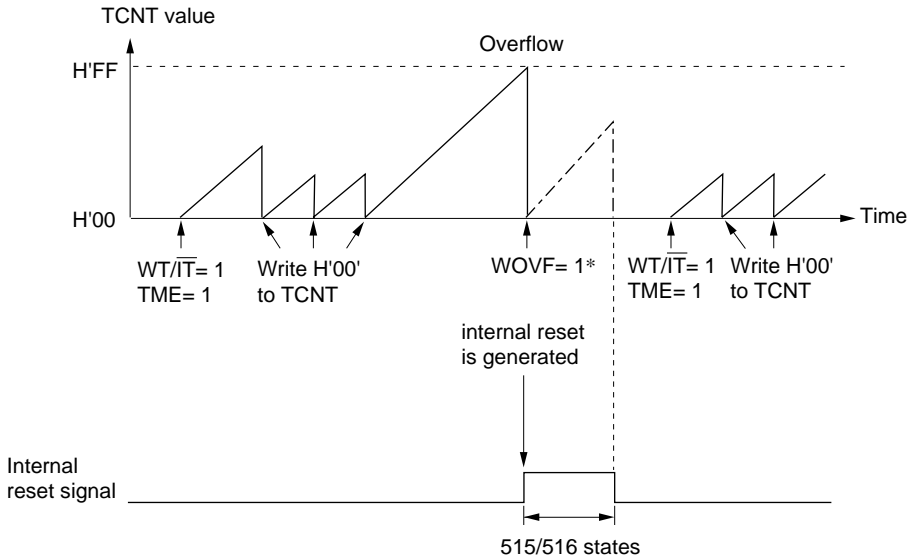 TCNT value
Overflow
H'FF
H'00
Time
WT/IT= 1
TME= 1
Write H'00'
to TCNT
WOVF= 1*
WT/IT= 1
TME= 1
Write H'00'
to TCNT
internal reset
is generated
Internal
reset signal
515/516 states